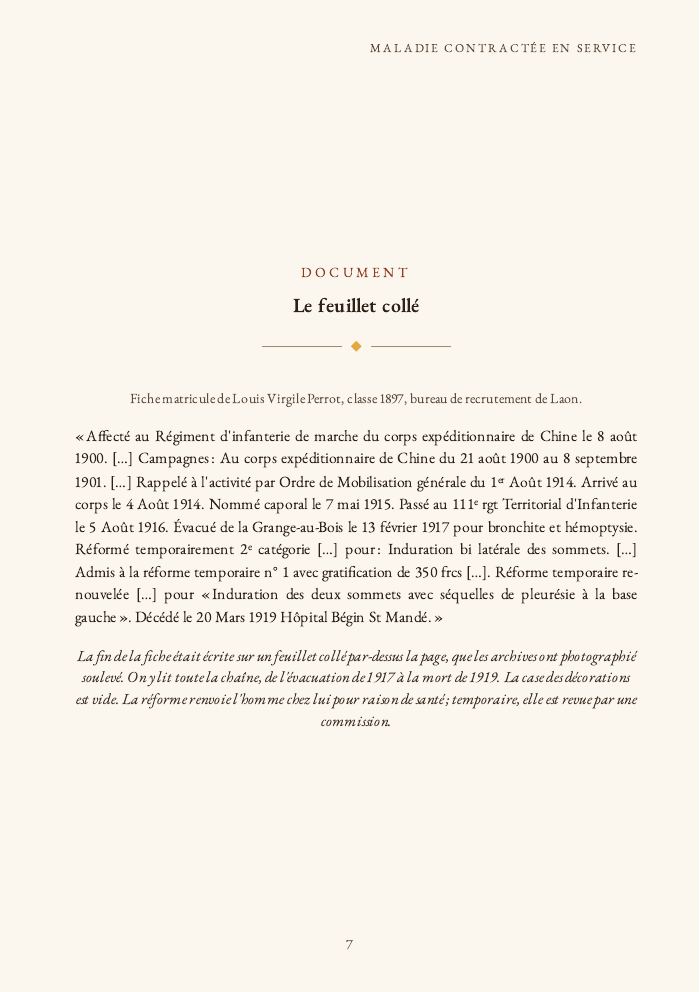 MALADIE CONTRACTÉE EN SERVICE
DOCUMENT
Le feuillet collé
Fiche matricule de Louis Virgile Perrot, classe 1897, bureau de recrutement de Laon.
« Affecté au Régiment d'infanterie de marche du corps expéditionnaire de Chine le 8 août
1900. [...] Campagnes : Au corps expéditionnaire de Chine du 21 août 1900 au 8 septembre
1901. [...] Rappelé à l'activité par Ordre de Mobilisation générale du 1er Août 1914. Arrivé au
corps le 4 Août 1914. Nommé caporal le 7 mai 1915. Passé au 111e rgt Territorial d'Infanterie
le 5 Août 1916. Évacué de la Grange-au-Bois le 13 février 1917 pour bronchite et hémoptysie.
Réformé temporairement 2e catégorie [...] pour : Induration bi latérale des sommets. [...]
Admis à la réforme temporaire n° 1 avec gratification de 350 frcs [...]. Réforme temporaire re-
nouvelée [...] pour « Induration des deux sommets avec séquelles de pleurésie à la base
gauche ». Décédé le 20 Mars 1919 Hôpital Bégin St Mandé. »
La fin de la fiche était écrite sur un feuillet collé par-dessus la page, que les archives ont photographié
soulevé. On y lit toute la chaîne, de l'évacuation de 1917 à la mort de 1919. La case des décorations
est vide. La réforme renvoie l'homme chez lui pour raison de santé ; temporaire, elle est revue par une
commission.
7